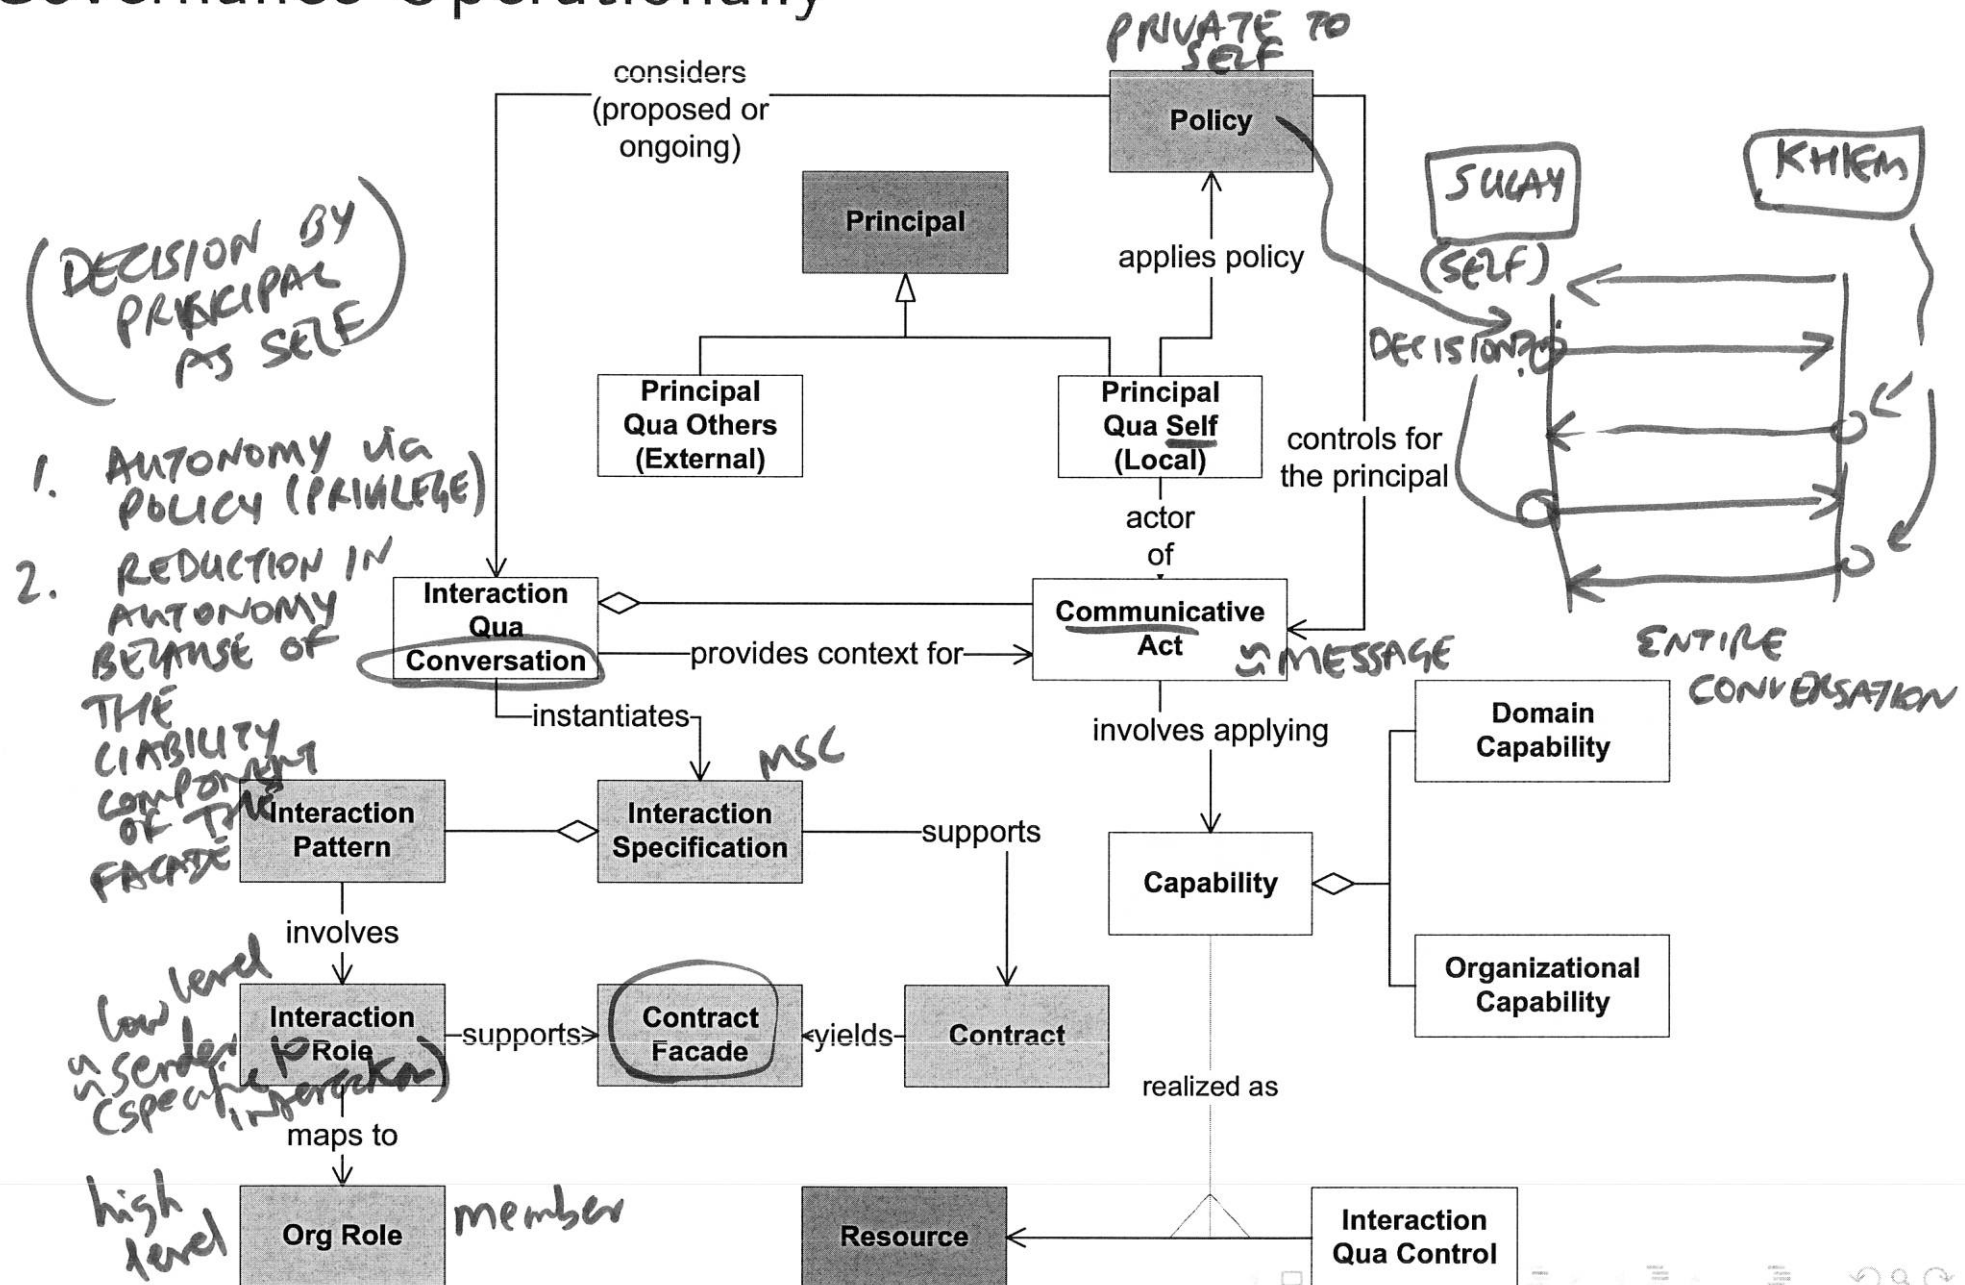 Governance Operationally
PRIVATE TO
SELF
considers
(proposed or
ongoing)
Policy
SULAY
KHIEM
(SELF)
Principal
applies policy
(DECISION BY
PRINCIPAL
AS SELF)
DECISION?
Principal
Qua Others
(External)
Principal
Qua Self
(Local)
controls for
the principal
actor
of
1. AUTONOMY via
POLICY (PRIVILEGE)
2. REDUCTION IN
AUTONOMY
BECAUSE OF
THE
LIABILITY
COMPONENT
OF THE
FACADE
Interaction
Qua
Conversation
provides context for
Communicative
Act
≈ MESSAGE
ENTIRE
CONVERSATION
instantiates
involves applying
Domain
Capability
MSC
Interaction
Pattern
Interaction
Specification
supports
Capability
involves
Organizational
Capability
low level
≈ sender
(specific to
interaction)
Interaction
Role
supports
Contract
Facade
yields
Contract
realized as
maps to
high
level
Org Role
member
Resource
Interaction
Qua Control